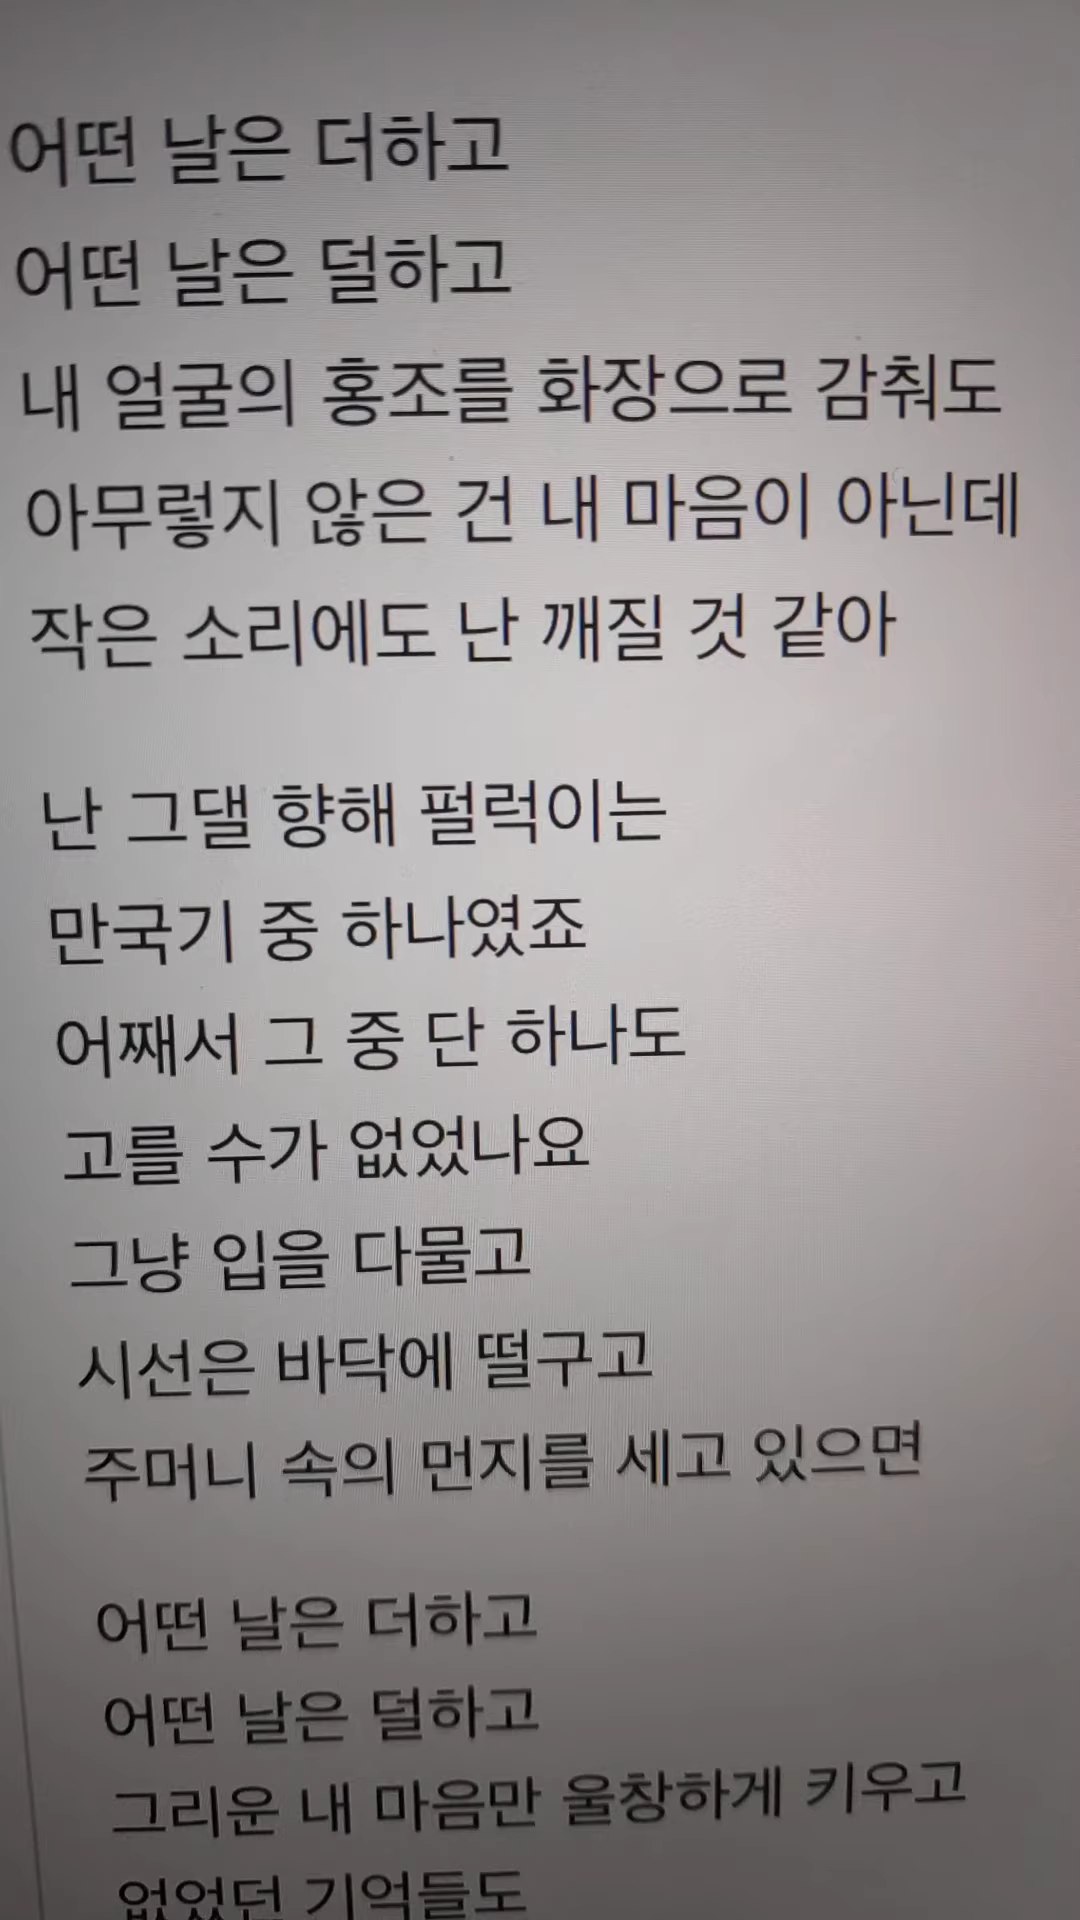 어떤 날은 더하고
어떤 날은 덜하고
내 얼굴의 홍조를 화장으로 감춰도
아무렇지 않은 건 내 마음이 아닌데
작은 소리에도 난 깨질 것 같아
난 그댈 향해 펄럭이는
만국기 중 하나였죠
어째서 그 중 단 하나도
고를 수가 없었나요
그냥 입을 다물고
시선은 바닥에 떨구고
주머니 속의 먼지를 세고 있으면
어떤 날은 더하고
어떤 날은 덜하고
그리운 내 마음만 울창하게 키우고
없었던 기억들도